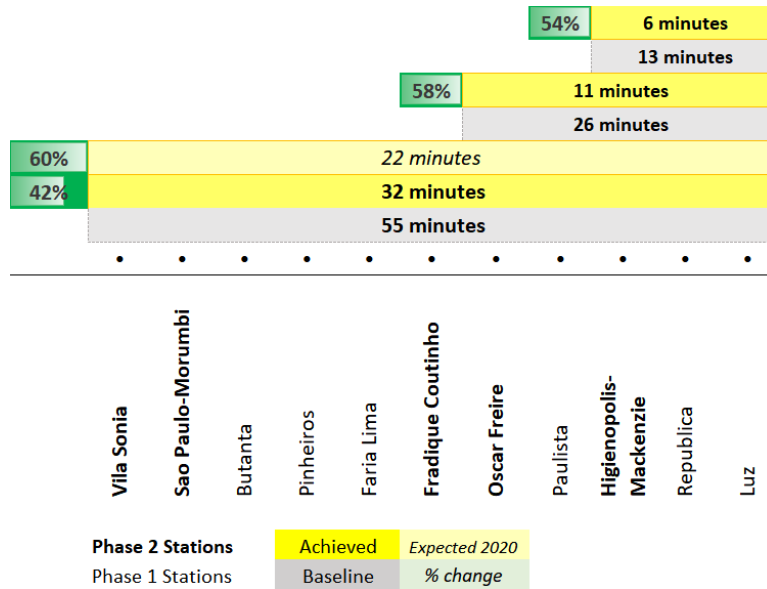 54% 6 minutes
13 minutes
58% 11 minutes
26 minutes
60% 22 minutes
42% 32 minutes
55 minutes
Vila Sonia
Sao Paulo-Morumbi
Butanta
Pinheiros
Faria Lima
Fradique Coutinho
Oscar Freire
Paulista
Higienopolis-
Mackenzie
Republica
Luz
Phase 2 Stations Achieved Expected 2020
Phase 1 Stations Baseline % change